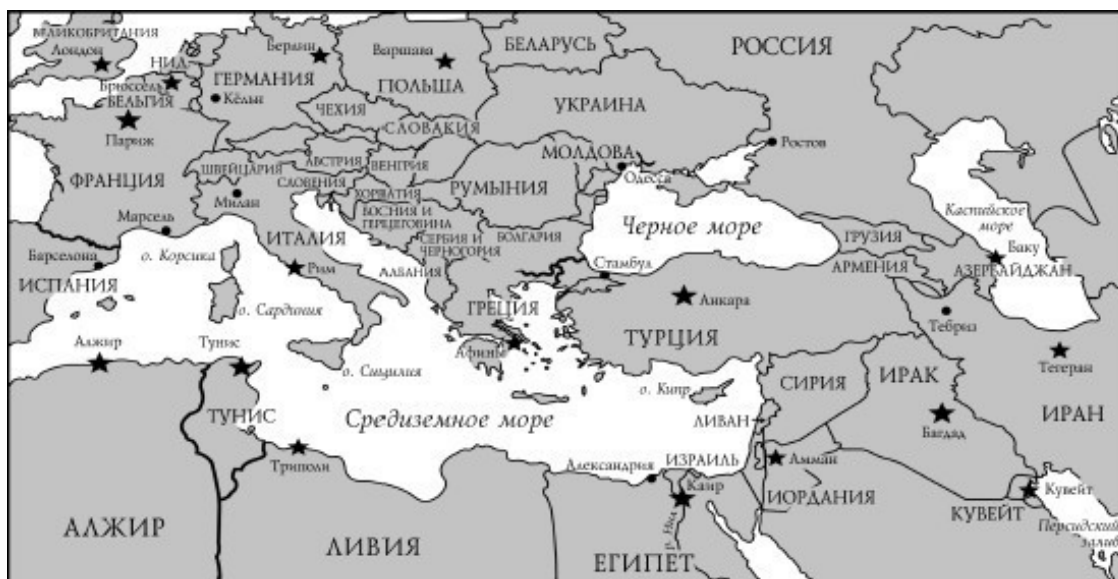 ВЕЛИКОБРИТАНИЯ
Лондон
НИД.
Берлин
Варшава
БЕЛАРУСЬ
РОССИЯ
Брюссель
БЕЛЬГИЯ
ГЕРМАНИЯ
Кёльн
ПОЛЬША
Париж
ЧЕХИЯ
СЛОВАКИЯ
УКРАИНА
Ростов
ФРАНЦИЯ
ШВЕЙЦАРИЯ
АВСТРИЯ
ВЕНГРИЯ
МОЛДОВА
Одесса
СЛОВЕНИЯ
ХОРВАТИЯ
РУМЫНИЯ
Милан
Марсель
БОСНИЯ И
ГЕРЦЕГОВИНА
Черное море
Каспийское
море
Барселона
о. Корсика
ИТАЛИЯ
СЕРБИЯ И
ЧЕРНОГОРИЯ
БОЛГАРИЯ
ГРУЗИЯ
Баку
ИСПАНИЯ
Рим
АЛБАНИЯ
Стамбул
АРМЕНИЯ
АЗЕРБАЙДЖАН
о. Сардиния
ГРЕЦИЯ
Анкара
Тебриз
Алжир
Тунис
Афины
ТУРЦИЯ
Тегеран
о. Сицилия
о. Кипр
СИРИЯ
ИРАК
ТУНИС
Средиземное море
ЛИВАН
Багдад
ИРАН
Триполи
Александрия
ИЗРАИЛЬ
Амман
Каир
ИОРДАНИЯ
Кувейт
КУВЕЙТ
АЛЖИР
ЛИВИЯ
р. Нил
ЕГИПЕТ
Персидский
залив